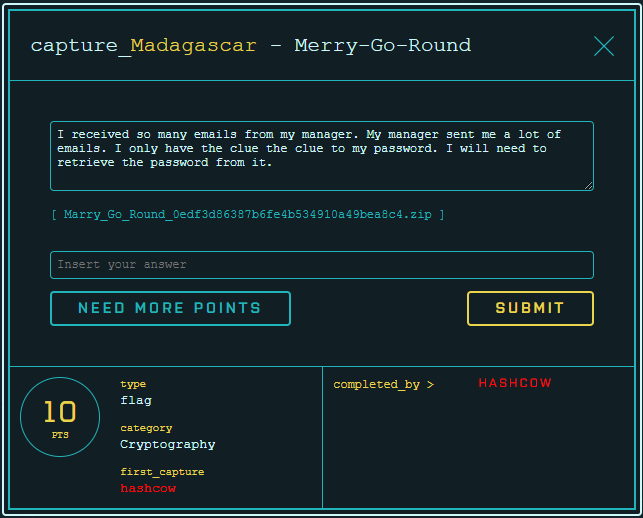 capture_Madagascar - Merry-Go-Round
I received so many emails from my manager. My manager sent me a lot of
emails. I only have the clue the clue to my password. I will need to
retrieve the password from it.
[ Marry_Go_Round_0edf3d86387b6fe4b534910a49bea8c4.zip ]
Insert your answer
NEED MORE POINTS
SUBMIT
10
PTS
type
flag
category
Cryptography
first_capture
hashcow
completed_by >
HASHCOW